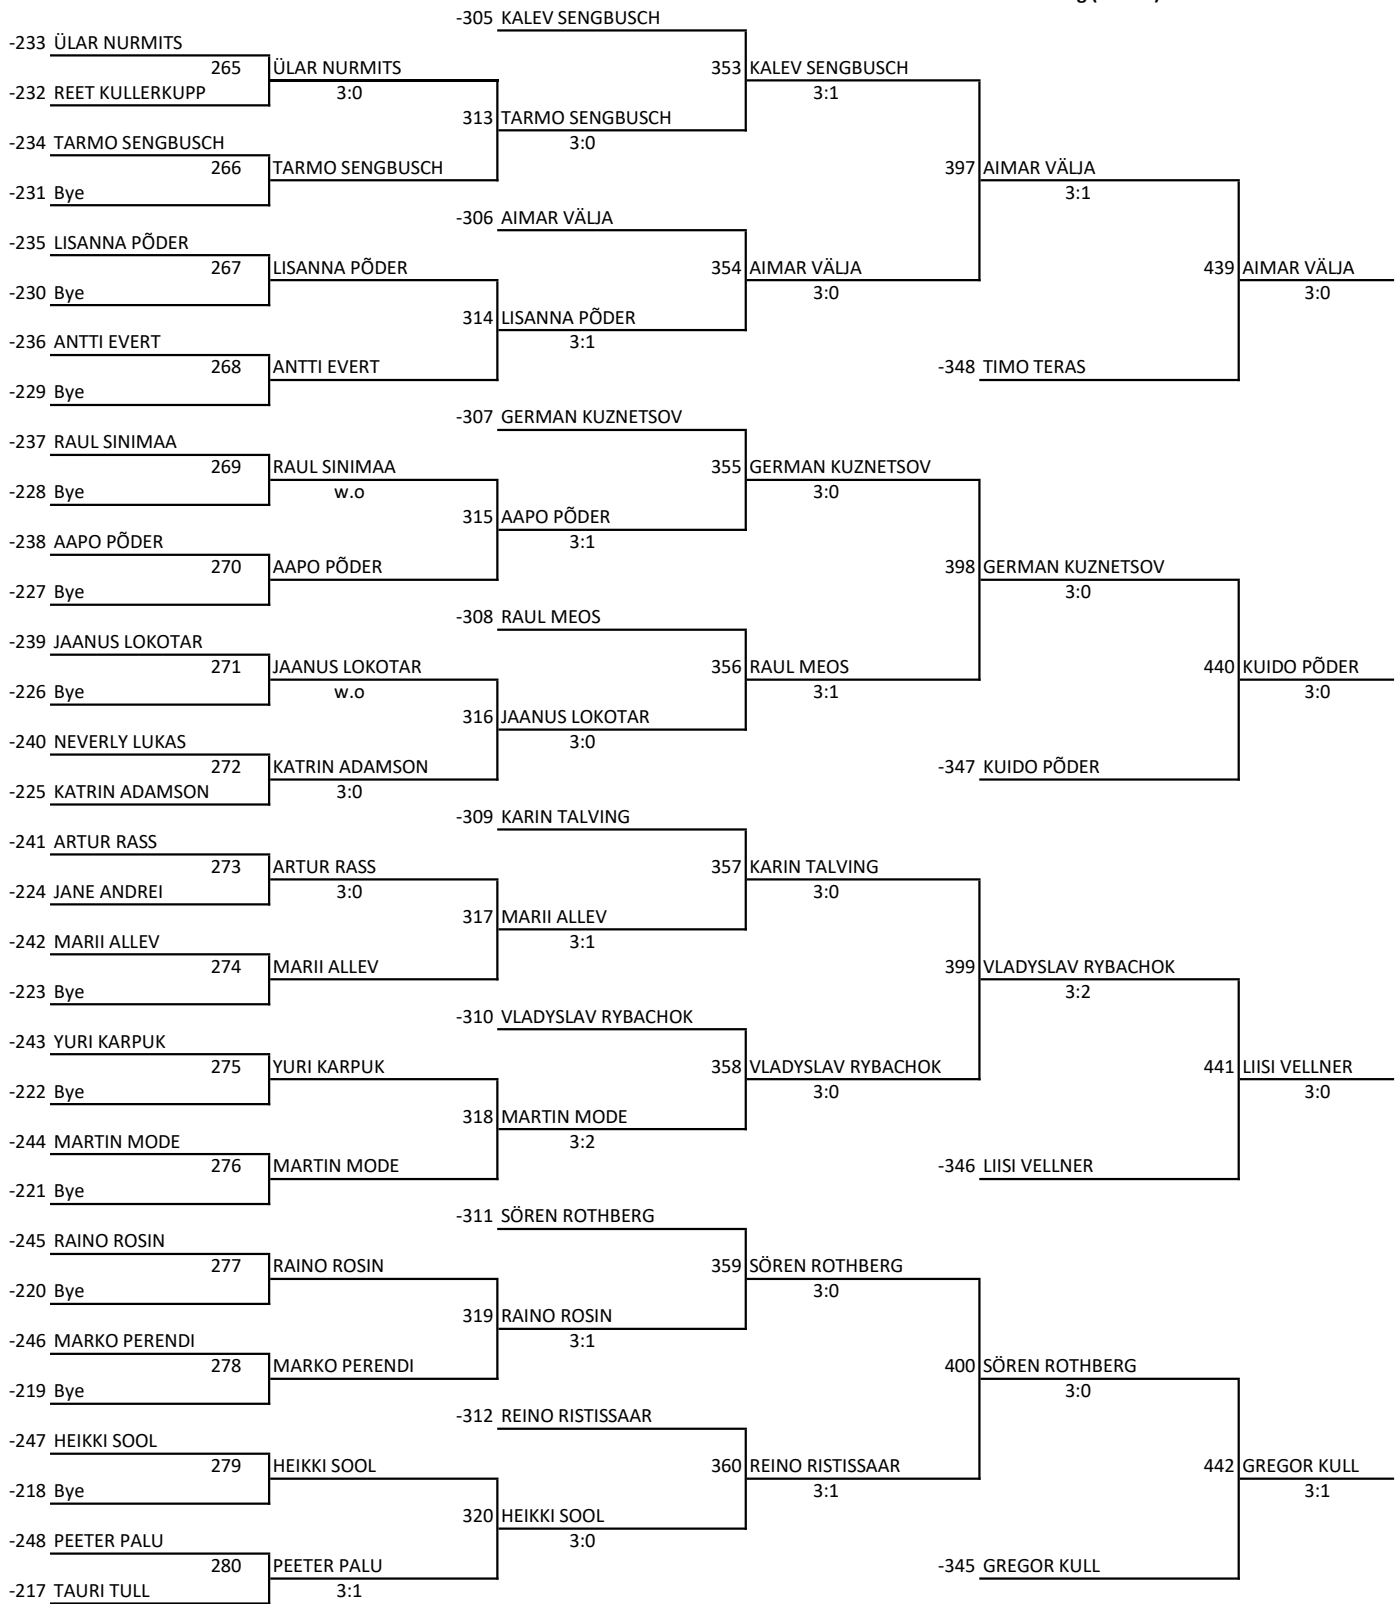 -305 KALEV SENGBUSCH
-233 ÜLAR NURMITS
265 ÜLAR NURMITS
353 KALEV SENGBUSCH
-232 REET KULLERKUPP
3:0
3:1
313 TARMO SENGBUSCH
-234 TARMO SENGBUSCH
3:0
266 TARMO SENGBUSCH
397 AIMAR VÄLJA
-231 Bye
3:1
-306 AIMAR VÄLJA
-235 LISANNA PÕDER
267 LISANNA PÕDER
354 AIMAR VÄLJA
439 AIMAR VÄLJA
-230 Bye
3:0
3:0
314 LISANNA PÕDER
-236 ANTTI EVERT
3:1
268 ANTTI EVERT
-348 TIMO TERAS
-229 Bye
-307 GERMAN KUZNETSOV
-237 RAUL SINIMAA
269 RAUL SINIMAA
355 GERMAN KUZNETSOV
-228 Bye
w.o
3:0
315 AAPO PÕDER
-238 AAPO PÕDER
3:1
270 AAPO PÕDER
398 GERMAN KUZNETSOV
-227 Bye
3:0
-308 RAUL MEOS
-239 JAANUS LOKOTAR
271 JAANUS LOKOTAR
356 RAUL MEOS
440 KUIDO PÕDER
-226 Bye
w.o
3:1
3:0
316 JAANUS LOKOTAR
-240 NEVERLY LUKAS
3:0
272 KATRIN ADAMSON
-347 KUIDO PÕDER
-225 KATRIN ADAMSON
3:0
-309 KARIN TALVING
-241 ARTUR RASS
273 ARTUR RASS
357 KARIN TALVING
-224 JANE ANDREI
3:0
3:0
317 MARII ALLEV
-242 MARII ALLEV
3:1
274 MARII ALLEV
399 VLADYSLAV RYBACHOK
-223 Bye
3:2
-310 VLADYSLAV RYBACHOK
-243 YURI KARPUK
275 YURI KARPUK
358 VLADYSLAV RYBACHOK
441 LIISI VELLNER
-222 Bye
3:0
3:0
318 MARTIN MODE
-244 MARTIN MODE
3:2
276 MARTIN MODE
-346 LIISI VELLNER
-221 Bye
-311 SÖREN ROTHBERG
-245 RAINO ROSIN
277 RAINO ROSIN
359 SÖREN ROTHBERG
-220 Bye
3:0
319 RAINO ROSIN
-246 MARKO PERENDI
3:1
278 MARKO PERENDI
400 SÖREN ROTHBERG
-219 Bye
3:0
-312 REINO RISTISSAAR
-247 HEIKKI SOOL
279 HEIKKI SOOL
360 REINO RISTISSAAR
442 GREGOR KULL
-218 Bye
3:1
3:1
320 HEIKKI SOOL
-248 PEETER PALU
3:0
280 PEETER PALU
-345 GREGOR KULL
-217 TAURI TULL
3:1